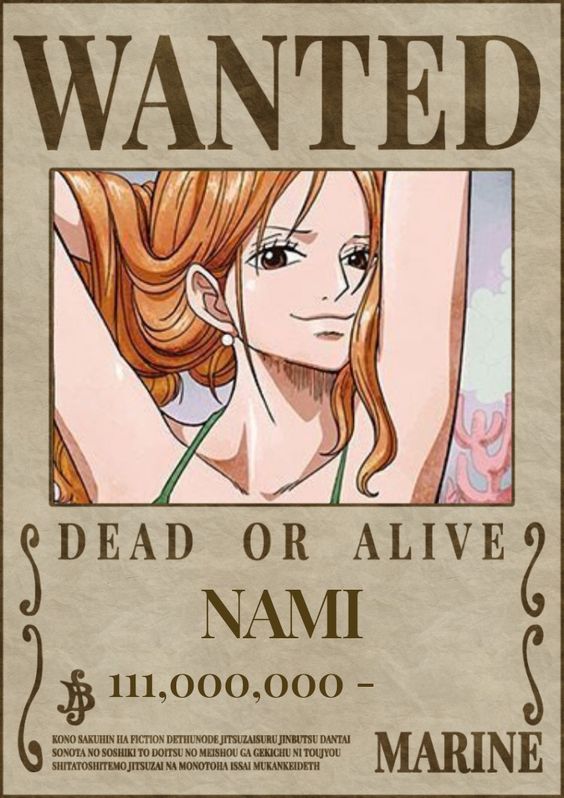 WANTED
DEAD OR ALIVE
NAMI
111,000,000 -
KONO SAKUHIN HA FICTION DETHUNODE JITSUZAISURU JINBUTSU DANTAI
SONOTA NO SOSHIKI TO DOITSU NO MEISHOU GA GEKICHU NI TOUJYOU
SHITATOSHITEMO JITSUZAI NA MONOTOHA ISSAI MUKANKEIDETH
MARINE